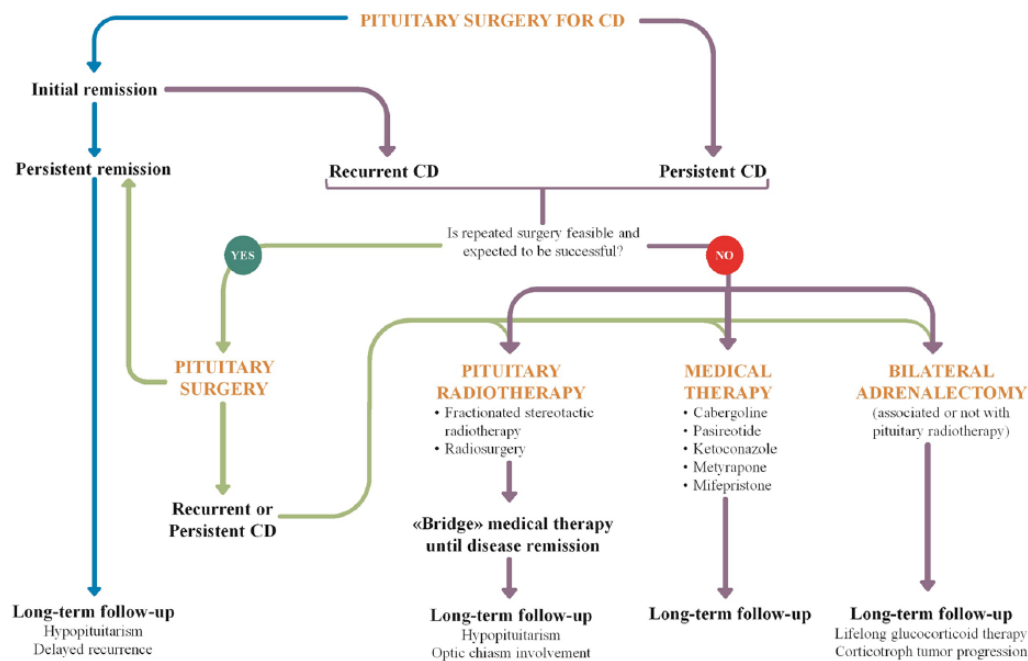 PITUITARY SURGERY FOR CD
Initial remission
Persistent remission
Recurrent CD
Persistent CD
Is repeated surgery feasible and
expected to be successful?
YES
NO
PITUITARY
SURGERY
PITUITARY
RADIOTHERAPY
• Fractionated stereotactic
radiotherapy
• Radiosurgery
MEDICAL
THERAPY
• Cabergoline
• Pasireotide
• Ketoconazole
• Metyrapone
• Mifepristone
BILATERAL
ADRENALECTOMY
(associated or not with
pituitary radiotherapy)
Recurrent or
Persistent CD
«Bridge» medical therapy
until disease remission
Long-term follow-up
Hypopituitarism
Delayed recurrence
Long-term follow-up
Hypopituitarism
Optic chiasm involvement
Long-term follow-up
Long-term follow-up
Lifelong glucocorticoid therapy
Corticotroph tumor progression